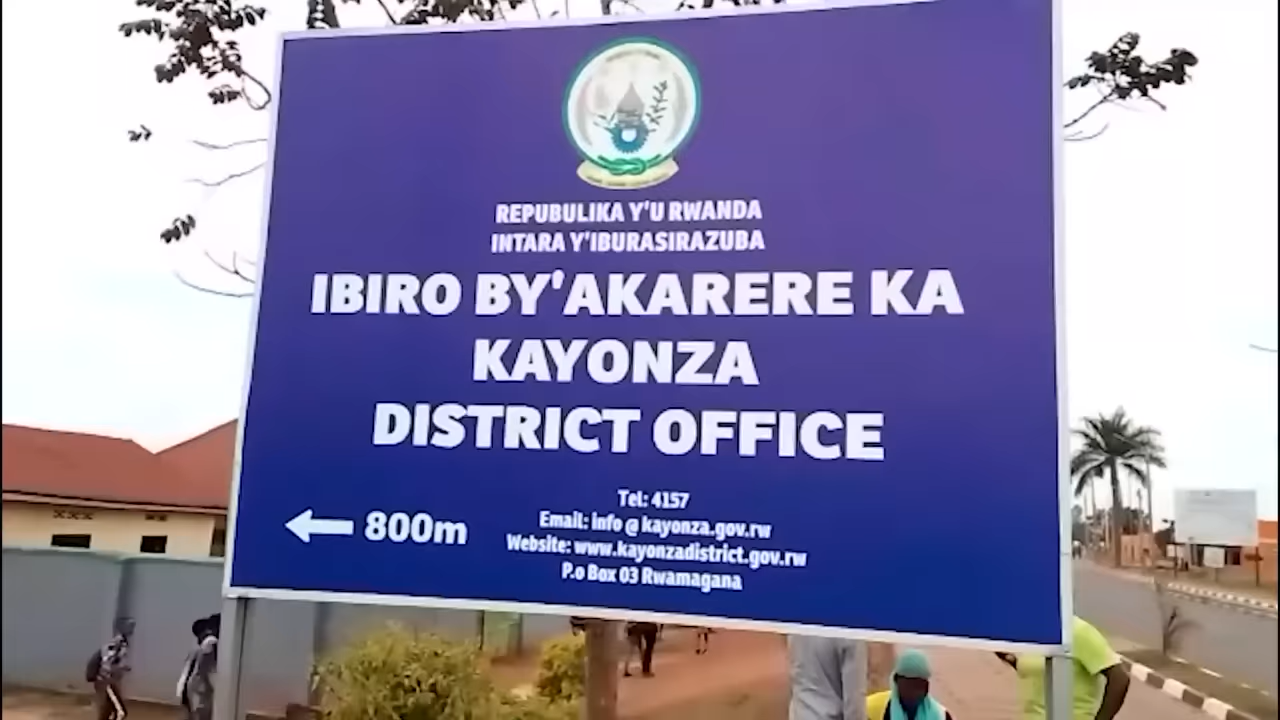 REPUBULIKA Y'U RWANDA
INTARA Y'IBURASIRAZUBA
IBIRO BY'AKARERE KA
KAYONZA
DISTRICT OFFICE
Tel: 4157
Email: info @ kayonza.gov.rw
Website: www.kayonzadistrict.gov.rw
P.o Box 03 Rwamagana
800m